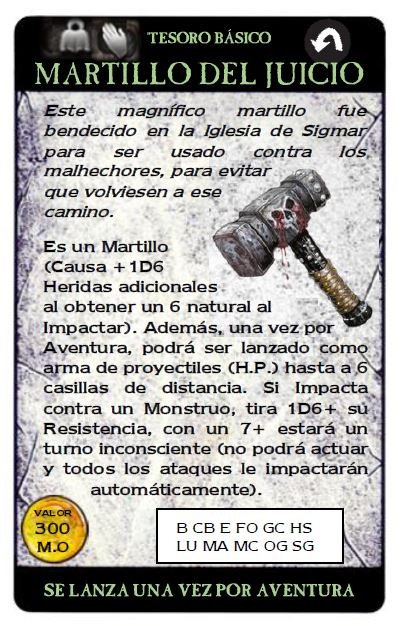 TESORO BÁSICO
MARTILLO DEL JUICIO
Este magnífico martillo fue
bendecido en la Iglesia de Sigmar
para ser usado contra los
malhechores, para evitar
que volviesen a ese
camino.
Es un Martillo
(Causa +1D6
Heridas adicionales
al obtener un 6 natural al
Impactar). Además, una vez por
Aventura, podrá ser lanzado como
arma de proyectiles (H.P.) hasta a 6
casillas de distancia. Si Impacta
contra un Monstruo, tira 1D6+ su
Resistencia, con un 7+ estará un
turno inconsciente (no podrá actuar
y todos los ataques le impactarán
automáticamente).
VALOR
300
M.O
B CB E FO GC HS
LU MA MC OG SG
SE LANZA UNA VEZ POR AVENTURA